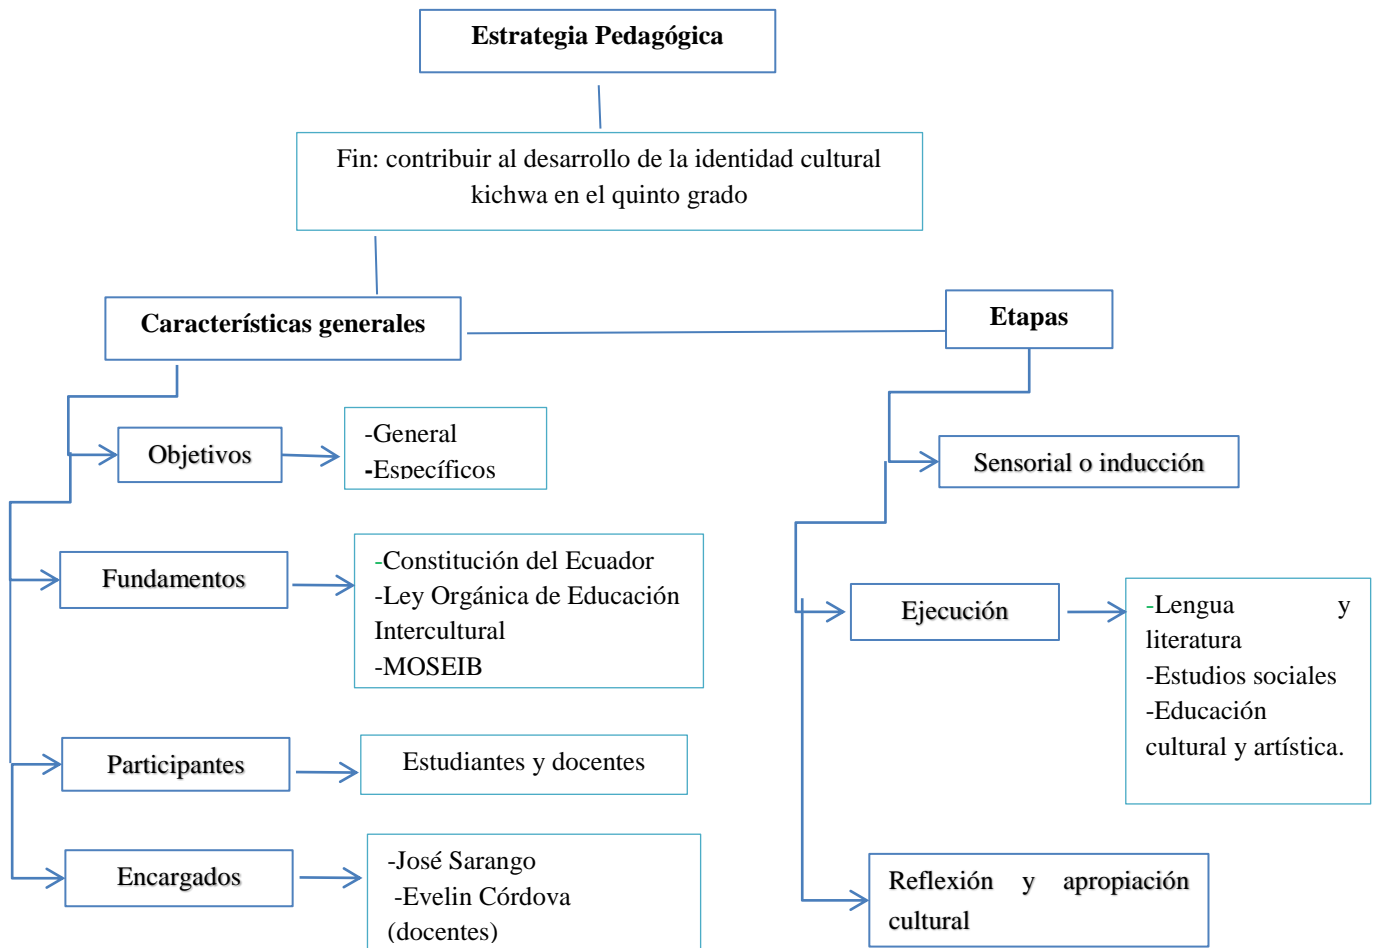 Estrategia Pedagógica
Fin: contribuir al desarrollo de la identidad cultural
kichwa en el quinto grado
Características generales
Objetivos
-General
-Específicos
Fundamentos
-Constitución del Ecuador
-Ley Orgánica de Educación
Intercultural
-MOSEIB
Participantes
Estudiantes y docentes
Encargados
-José Sarango
-Evelin Córdova
(docentes)
Etapas
Sensorial o inducción
Ejecución
-Lengua y
literatura
-Estudios sociales
-Educación
cultural y artística.
Reflexión y apropiación
cultural